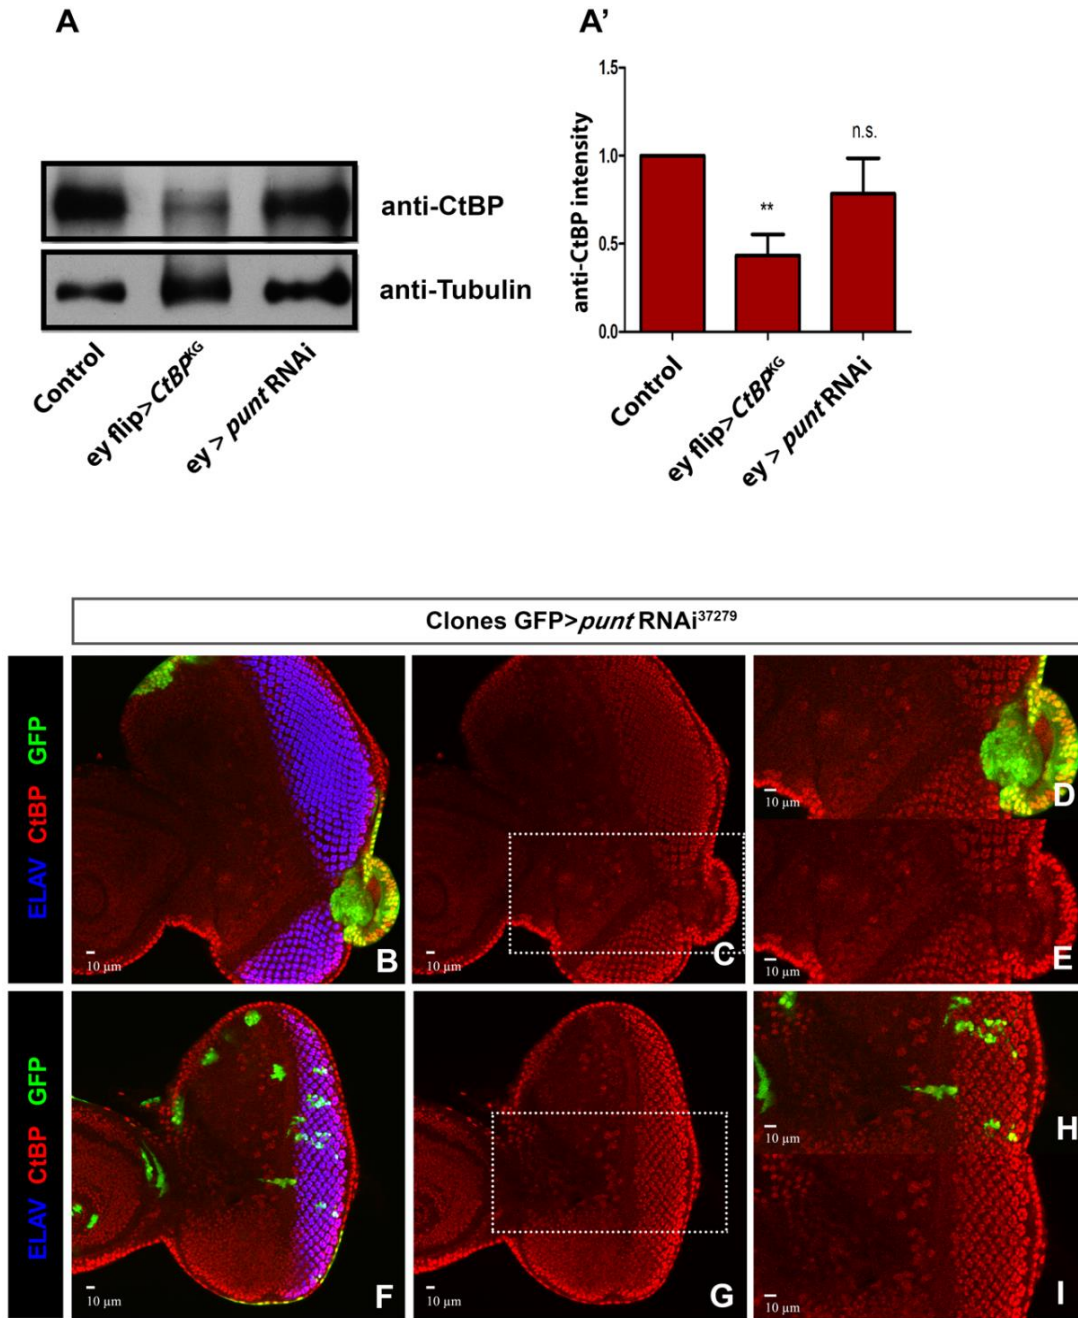 A
anti-CtBP
anti-Tubulin
Control
ey flip>CtBPᴷᴳ
ey > punt RNAi
A'
anti-CtBP intensity
1.5
1.0
0.5
0.0
**
n.s.
Control
ey flip>CtBPᴷᴳ
ey > punt RNAi
Clones GFP>punt RNAi³⁷²⁷⁹
ELAV CtBP GFP
10 µm
B
10 µm
C
10 µm
D
10 µm
E
ELAV CtBP GFP
10 µm
F
10 µm
G
10 µm
H
10 µm
I